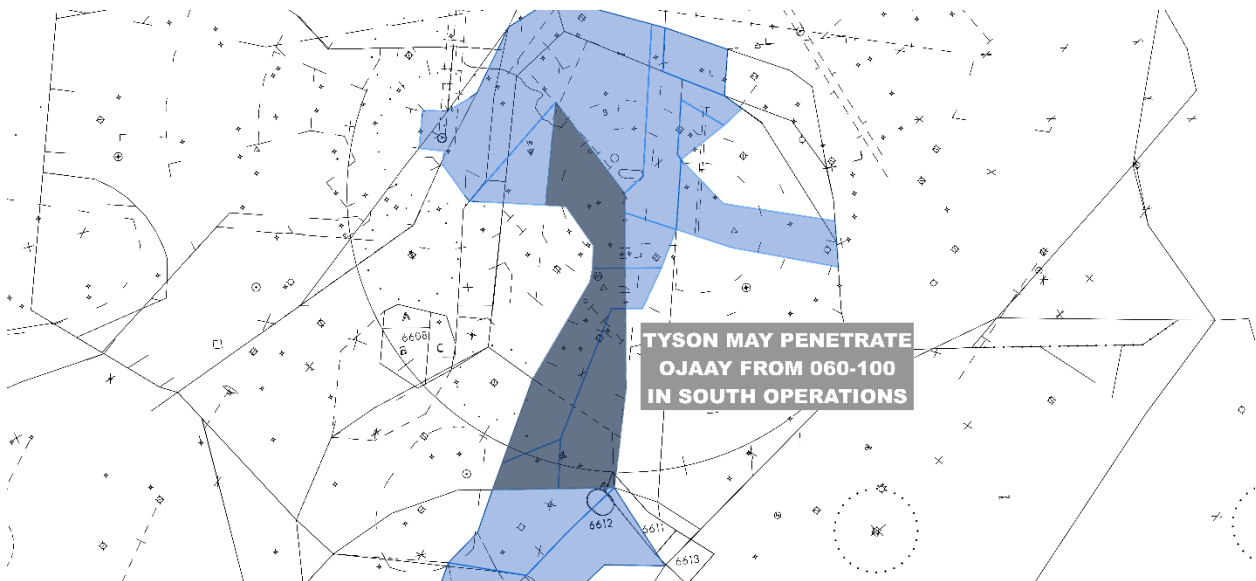 6608
A
B
C
TYSON MAY PENETRATE
OJAAY FROM 060-100
IN SOUTH OPERATIONS
6612
6611
6613